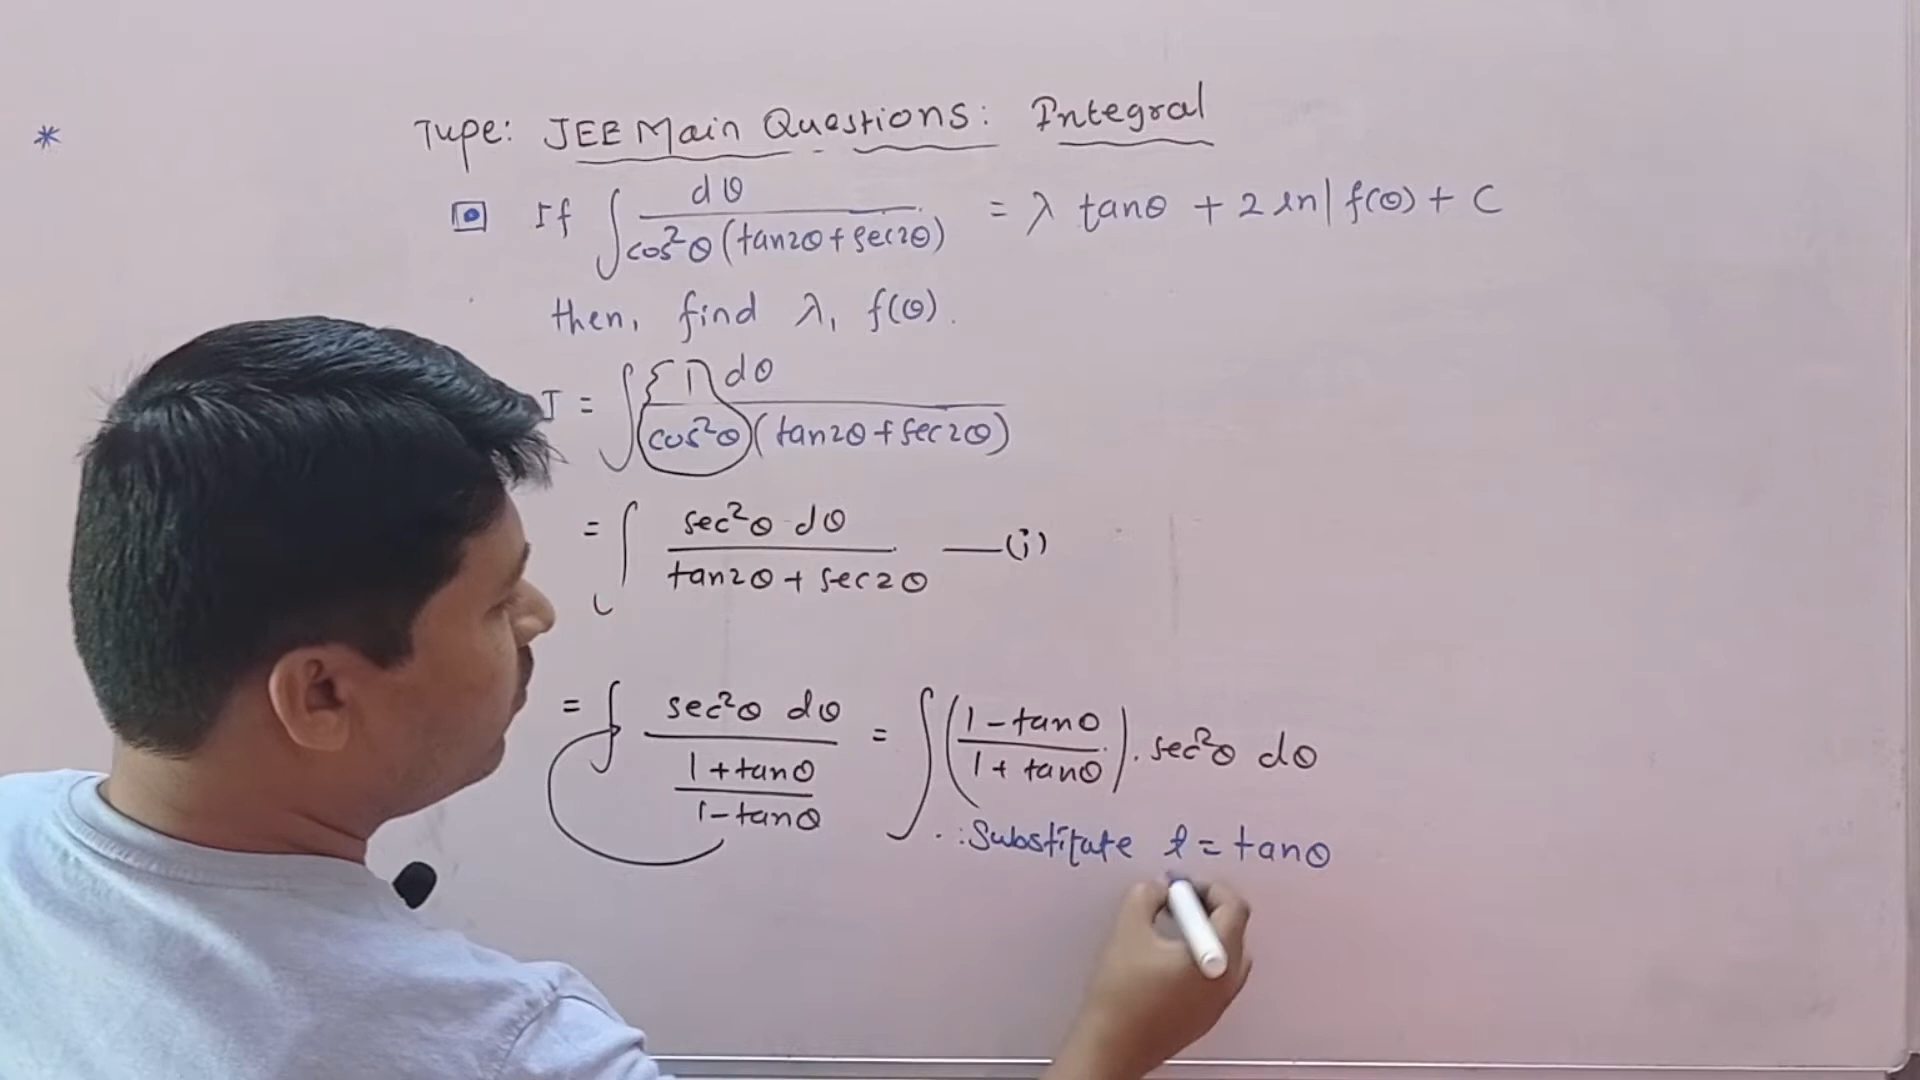 *
Type: JEE Main Questions: Integral
If ∫ dθ / cos²θ (tan2θ + sec2θ) = λ tanθ + 2 ln| f(θ) + C
then, find λ, f(θ).
I = ∫ 1 dθ / cos²θ (tan2θ + sec2θ)
= ∫ sec²θ dθ / tan2θ + sec2θ —(i)
= ∫ sec²θ dθ / ((1+tanθ) / (1-tanθ)) = ∫ ((1-tanθ) / (1+tanθ)) . sec²θ dθ
∴ Substitute t = tanθ